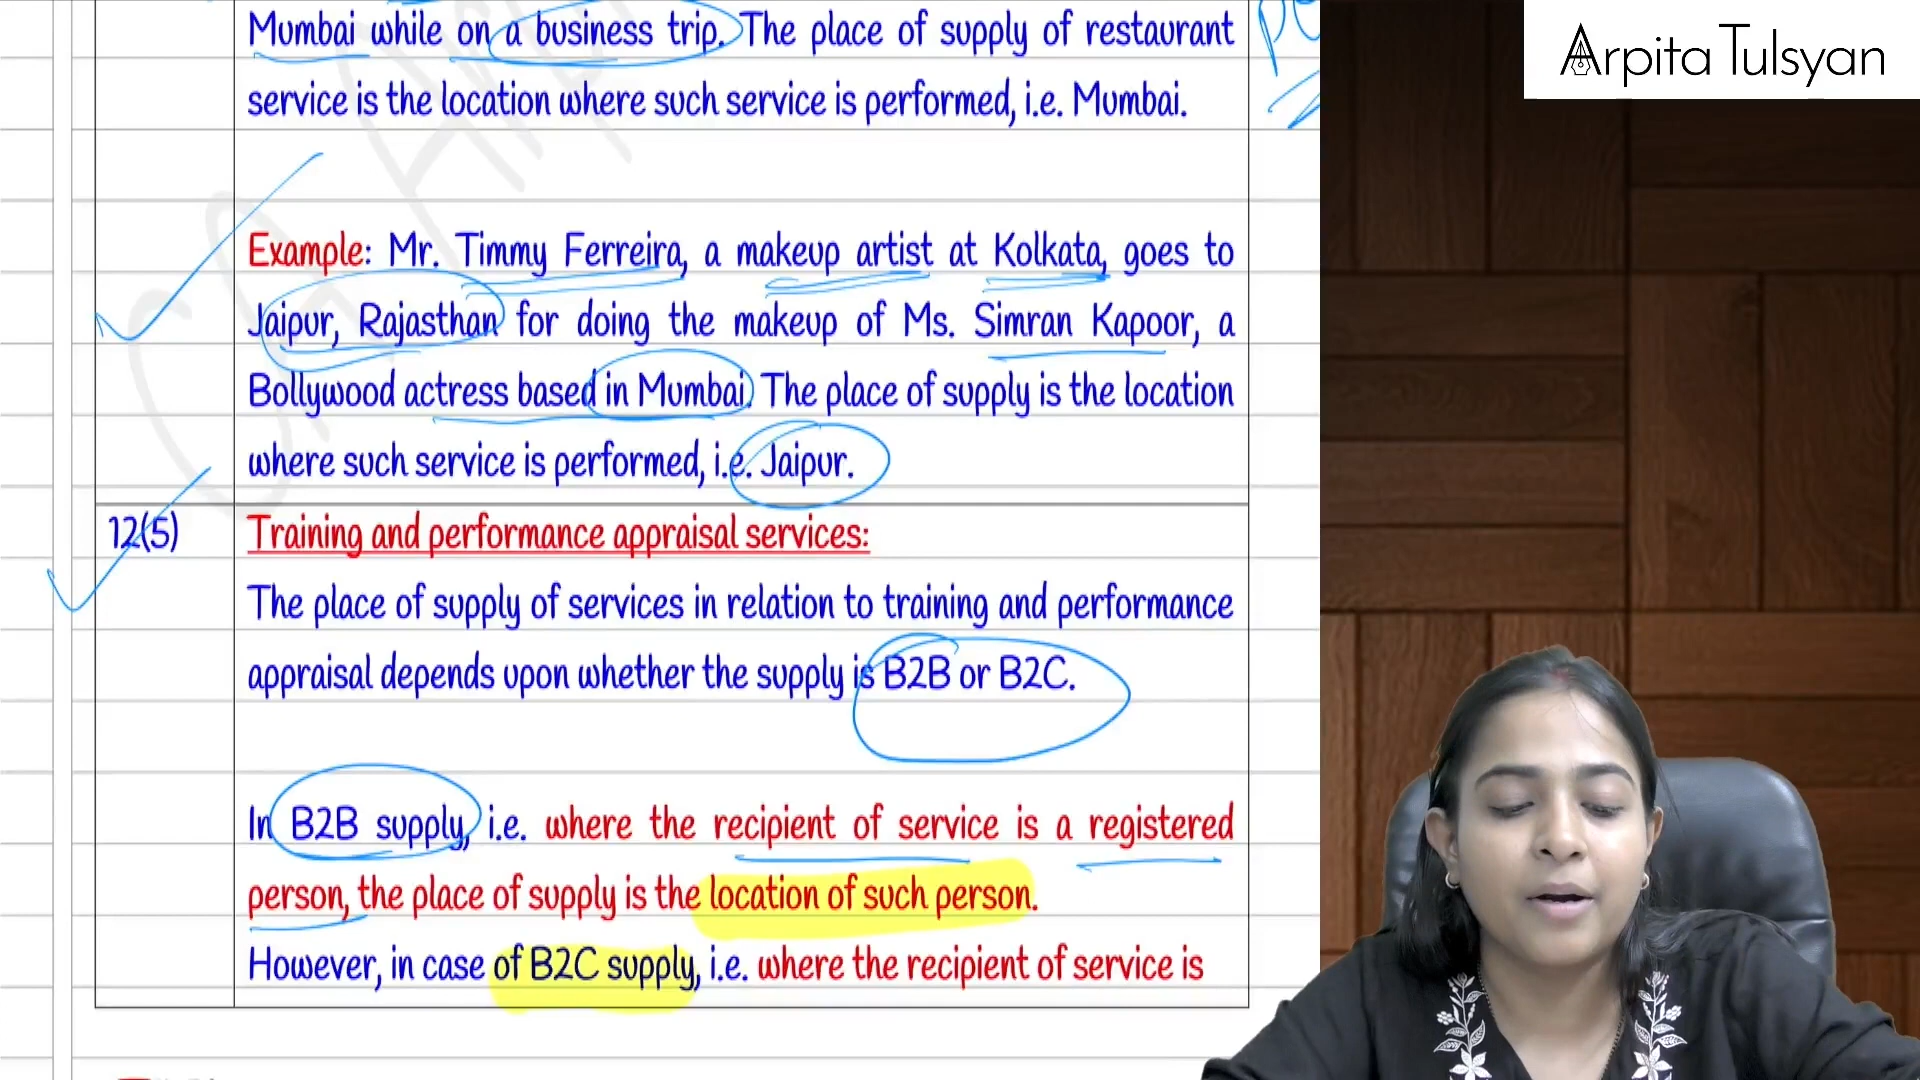 Arpita Tulsyan
Mumbai while on a business trip. The place of supply of restaurant
service is the location where such service is performed, i.e. Mumbai.
Example: Mr. Timmy Ferreira, a makeup artist at Kolkata, goes to
Jaipur, Rajasthan for doing the makeup of Ms. Simran Kapoor, a
Bollywood actress based in Mumbai. The place of supply is the location
where such service is performed, i.e. Jaipur.
12(5) Training and performance appraisal services:
The place of supply of services in relation to training and performance
appraisal depends upon whether the supply is B2B or B2C.
In B2B supply, i.e. where the recipient of service is a registered
person, the place of supply is the location of such person.
However, in case of B2C supply, i.e. where the recipient of service is